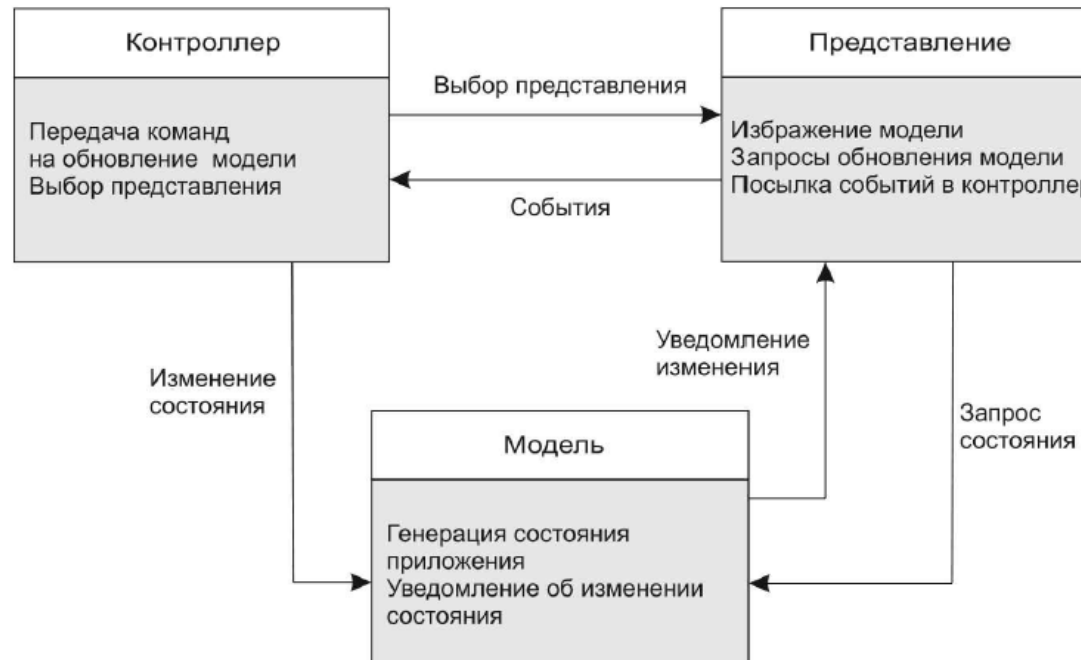 Контроллер
Передача команд
на обновление модели
Выбор представления
Выбор представления
События
Представление
Избражение модели
Запросы обновления модели
Посылка событий в контроллер
Изменение
состояния
Уведомление
изменения
Запрос
состояния
Модель
Генерация состояния
приложения
Уведомление об изменении
состояния